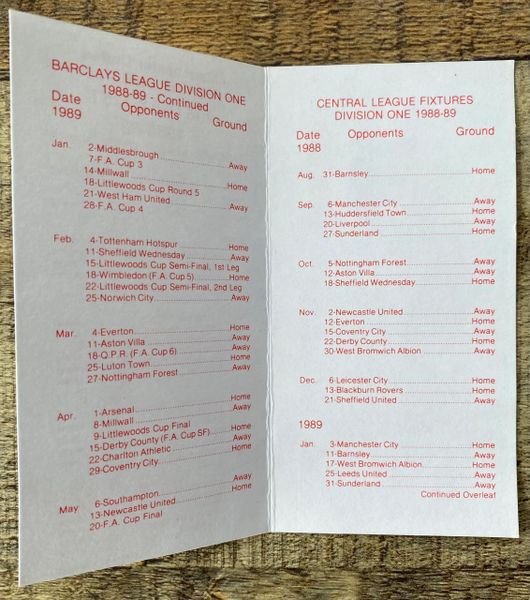 BARCLAYS LEAGUE DIVISION ONE
1988-89 - Continued
Date Opponents Ground
1989
Jan. 2-Middlesbrough Away
7-F.A. Cup 3
14-Millwall Home
18-Littlewoods Cup Round 5
21-West Ham United Away
28-F.A. Cup 4
Feb. 4-Tottenham Hotspur Home
11-Sheffield Wednesday Away
15-Littlewoods Cup Semi-Final, 1st Leg
18-Wimbledon (F.A. Cup 5) Home
22-Littlewoods Cup Semi-Final, 2nd Leg
25-Norwich City Away
Mar. 4-Everton Home
11-Aston Villa Away
18-Q.P.R. (F.A. Cup 6) Home
25-Luton Town Home
27-Nottingham Forest Away
Apr. 1-Arsenal Home
8-Millwall Away
9-Littlewoods Cup Final
15-Derby County (F.A. Cup SF) Home
22-Charlton Athletic Away
29-Coventry City Home
May 6-Southampton Away
13-Newcastle United Home
20-F.A. Cup Final
CENTRAL LEAGUE FIXTURES
DIVISION ONE 1988-89
Date Opponents Ground
1988
Aug. 31-Barnsley Home
Sep. 6-Manchester City Away
13-Huddersfield Town Home
20-Liverpool Away
27-Sunderland Home
Oct. 5-Nottingham Forest Away
12-Aston Villa Home
18-Sheffield Wednesday Away
Nov. 2-Newcastle United Away
12-Everton Home
15-Coventry City Away
22-Derby County Home
30-West Bromwich Albion Away
Dec. 6-Leicester City Home
13-Blackburn Rovers Home
21-Sheffield United Away
1989
Jan. 3-Manchester City Home
11-Barnsley Away
17-West Bromwich Albion Home
25-Leeds United Away
31-Sunderland Away
Continued Overleaf